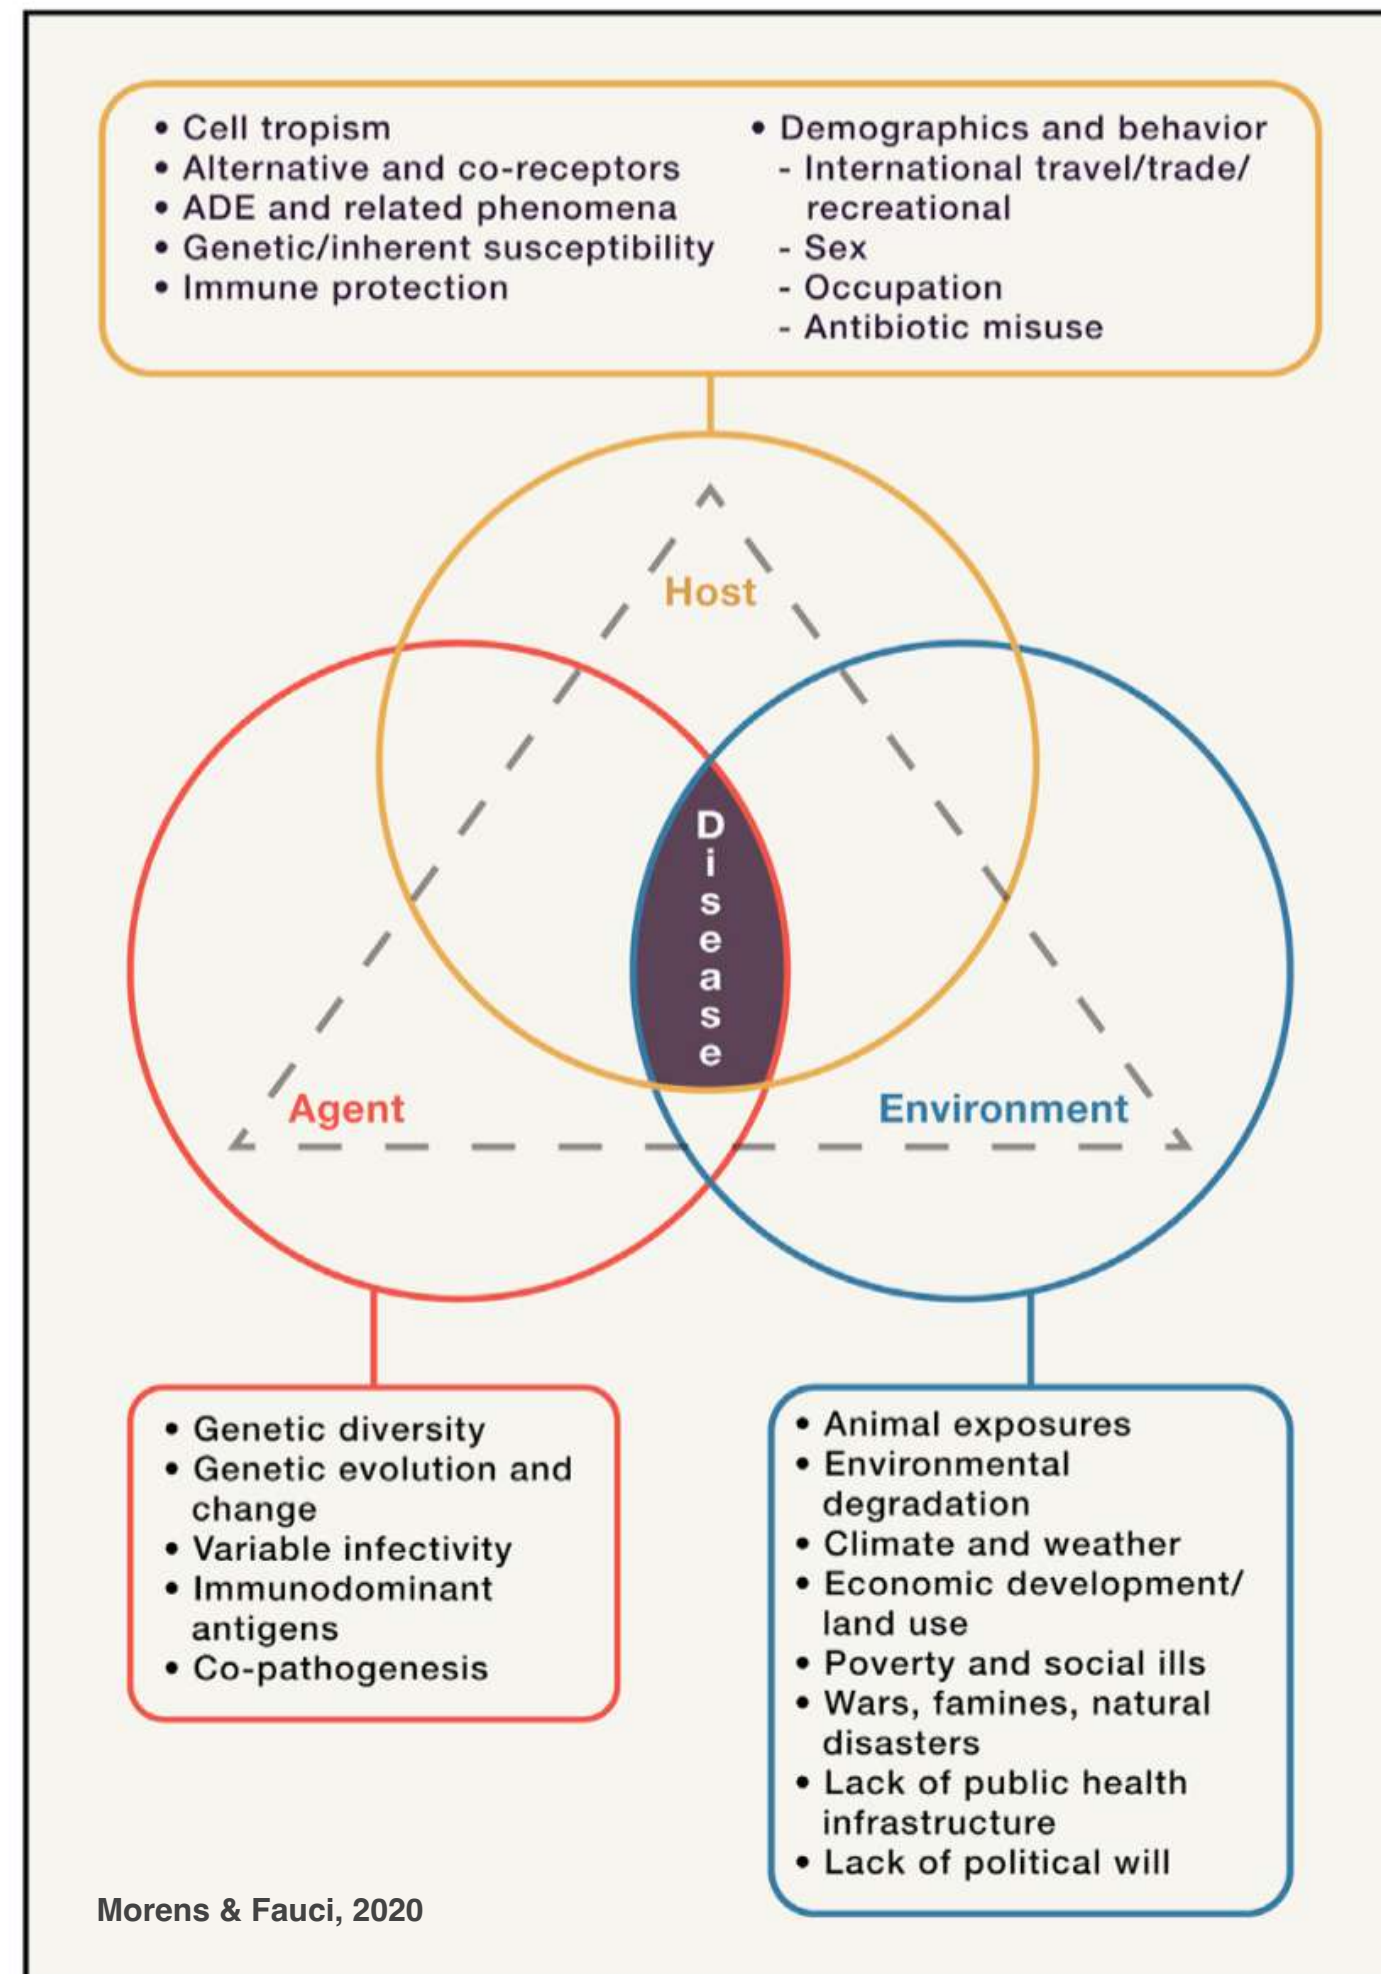 • Cell tropism
• Alternative and co-receptors
• ADE and related phenomena
• Genetic/inherent susceptibility
• Immune protection
• Demographics and behavior
- International travel/trade/
recreational
- Sex
- Occupation
- Antibiotic misuse
Host
Disease
Agent
Environment
• Genetic diversity
• Genetic evolution and
change
• Variable infectivity
• Immunodominant
antigens
• Co-pathogenesis
• Animal exposures
• Environmental
degradation
• Climate and weather
• Economic development/
land use
• Poverty and social ills
• Wars, famines, natural
disasters
• Lack of public health
infrastructure
• Lack of political will
Morens & Fauci, 2020